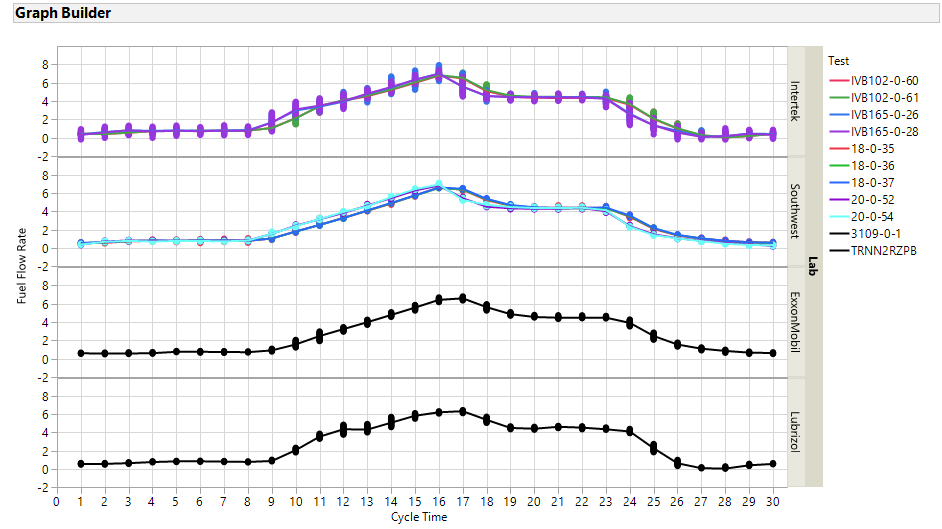 Graph Builder
Test
IVB102-0-60
IVB102-0-61
IVB165-0-26
IVB165-0-28
18-0-35
18-0-36
18-0-37
20-0-52
20-0-54
3109-0-1
TRNN2RZPB
Fuel Flow Rate
8
6
4
2
0
-2
Intertek
8
6
4
2
0
-2
Southwest
8
6
4
2
0
-2
ExxonMobil
8
6
4
2
0
-2
Lubrizol
Lab
0 1 2 3 4 5 6 7 8 9 10 11 12 13 14 15 16 17 18 19 20 21 22 23 24 25 26 27 28 29 30
Cycle Time